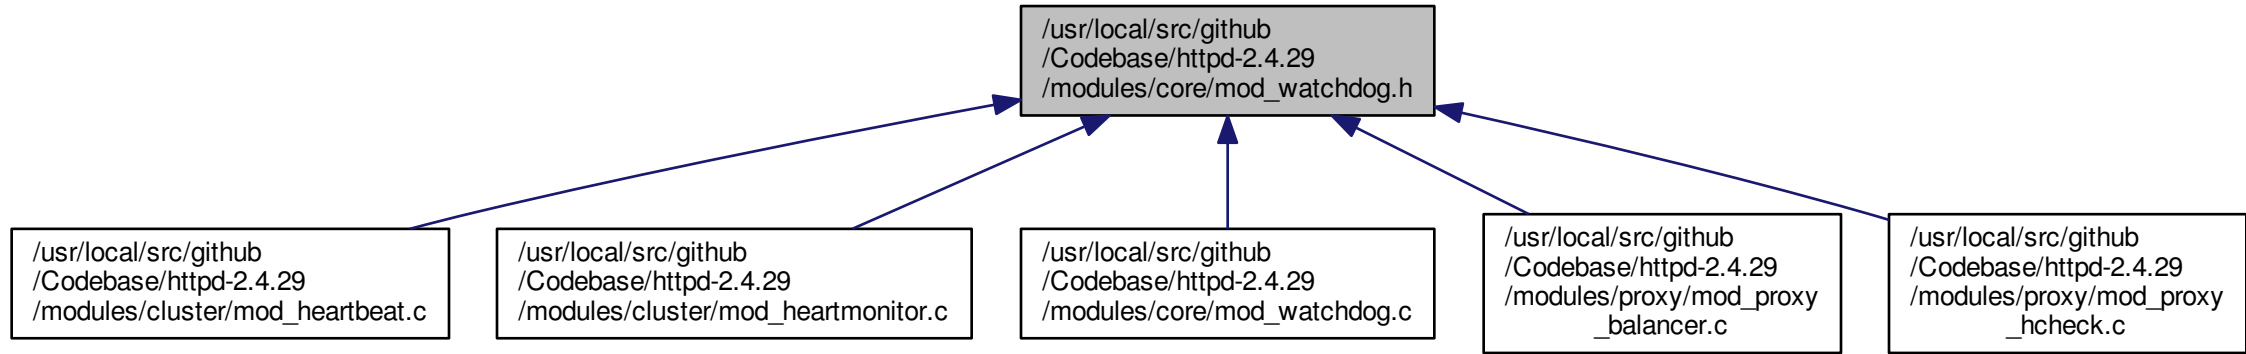 /usr/local/src/github
/Codebase/httpd-2.4.29
/modules/core/mod_watchdog.h
/usr/local/src/github
/Codebase/httpd-2.4.29
/modules/cluster/mod_heartbeat.c
/usr/local/src/github
/Codebase/httpd-2.4.29
/modules/cluster/mod_heartmonitor.c
/usr/local/src/github
/Codebase/httpd-2.4.29
/modules/core/mod_watchdog.c
/usr/local/src/github
/Codebase/httpd-2.4.29
/modules/proxy/mod_proxy
_balancer.c
/usr/local/src/github
/Codebase/httpd-2.4.29
/modules/proxy/mod_proxy
_hcheck.c